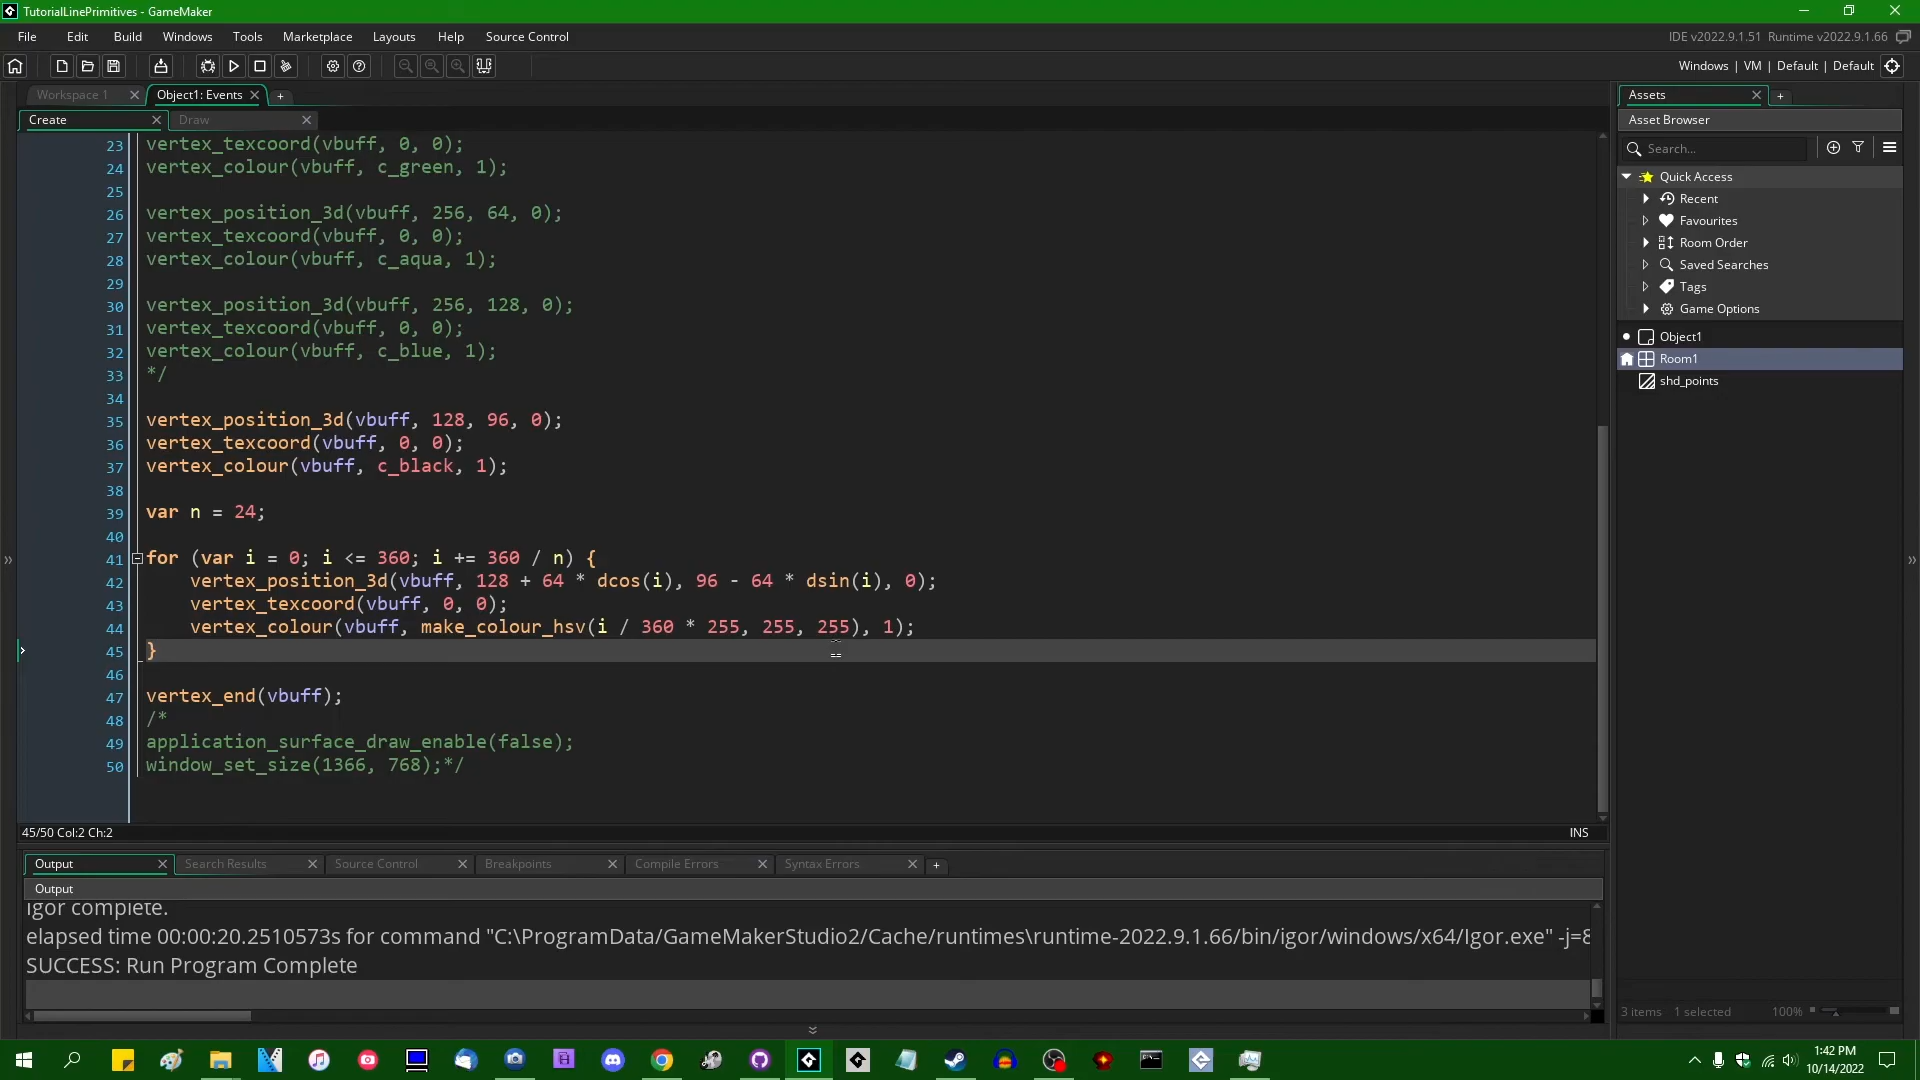 TutorialLinePrimitives - GameMaker
File Edit Build Windows Tools Marketplace Layouts Help Source Control
IDE v2022.9.1.51 Runtime v2022.9.1.66
Windows | VM | Default | Default
Workspace 1
Object1: Events
Assets
Create
Draw
Asset Browser
23 vertex_texcoord(vbuff, 0, 0);
24 vertex_colour(vbuff, c_green, 1);
25
26 vertex_position_3d(vbuff, 256, 64, 0);
27 vertex_texcoord(vbuff, 0, 0);
28 vertex_colour(vbuff, c_aqua, 1);
29
30 vertex_position_3d(vbuff, 256, 128, 0);
31 vertex_texcoord(vbuff, 0, 0);
32 vertex_colour(vbuff, c_blue, 1);
33 */
34
35 vertex_position_3d(vbuff, 128, 96, 0);
36 vertex_texcoord(vbuff, 0, 0);
37 vertex_colour(vbuff, c_black, 1);
38
39 var n = 24;
40
41 for (var i = 0; i <= 360; i += 360 / n) {
42 vertex_position_3d(vbuff, 128 + 64 * dcos(i), 96 - 64 * dsin(i), 0);
43 vertex_texcoord(vbuff, 0, 0);
44 vertex_colour(vbuff, make_colour_hsv(i / 360 * 255, 255, 255), 1);
45 }
46
47 vertex_end(vbuff);
48 /*
49 application_surface_draw_enable(false);
50 window_set_size(1366, 768);*/
45/50 Col:2 Ch:2
INS
Search...
Quick Access
Recent
Favourites
Room Order
Saved Searches
Tags
Game Options
Object1
Room1
shd_points
3 items 1 selected 100%
Output
Search Results
Source Control
Breakpoints
Compile Errors
Syntax Errors
Output
Igor complete.
elapsed time 00:00:20.2510573s for command "C:\ProgramData/GameMakerStudio2/Cache/runtimes\runtime-2022.9.1.66/bin/igor/windows/x64/Igor.exe" -j=8
SUCCESS: Run Program Complete
1:42 PM
10/14/2022